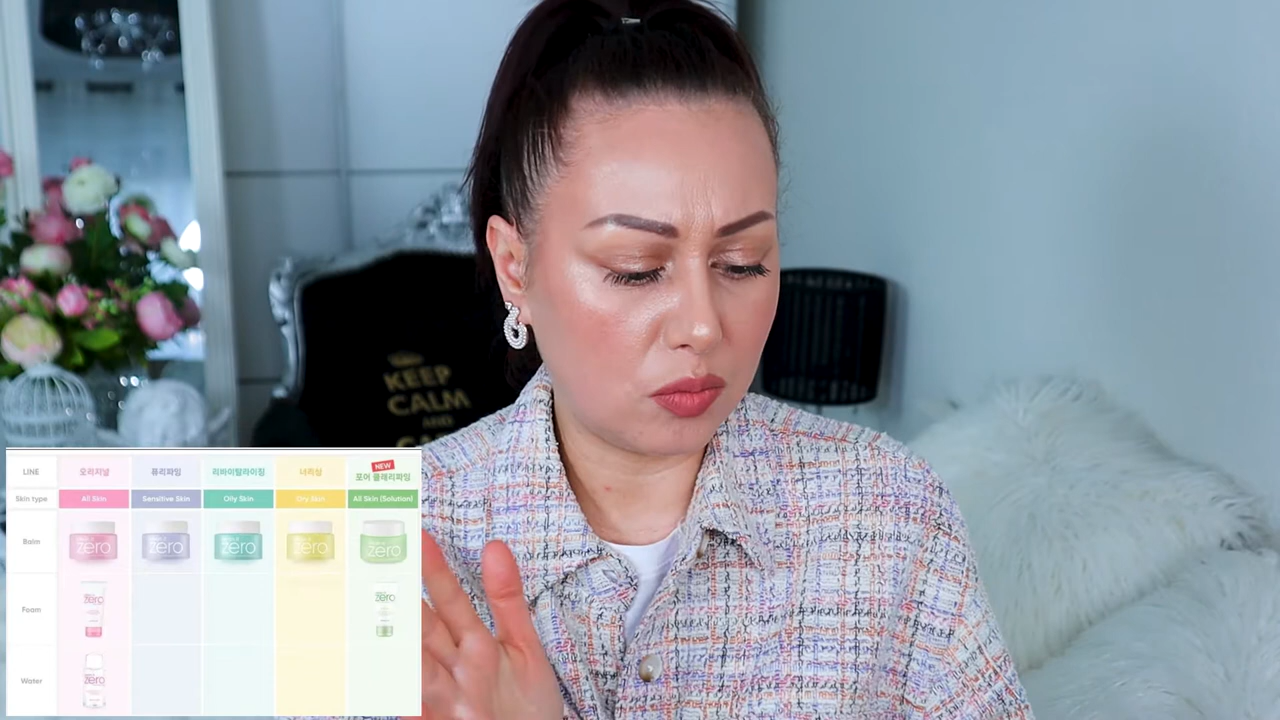 KEEP
CALM
AND
LINE
오리지널
퓨리파잉
리바이탈라이징
너리싱
NEW
포어 클래리파잉
Skin type
All Skin
Sensitive Skin
Oily Skin
Dry Skin
All Skin (Solution)
Balm
zero
zero
zero
zero
zero
Foam
zero
zero
Water
zero